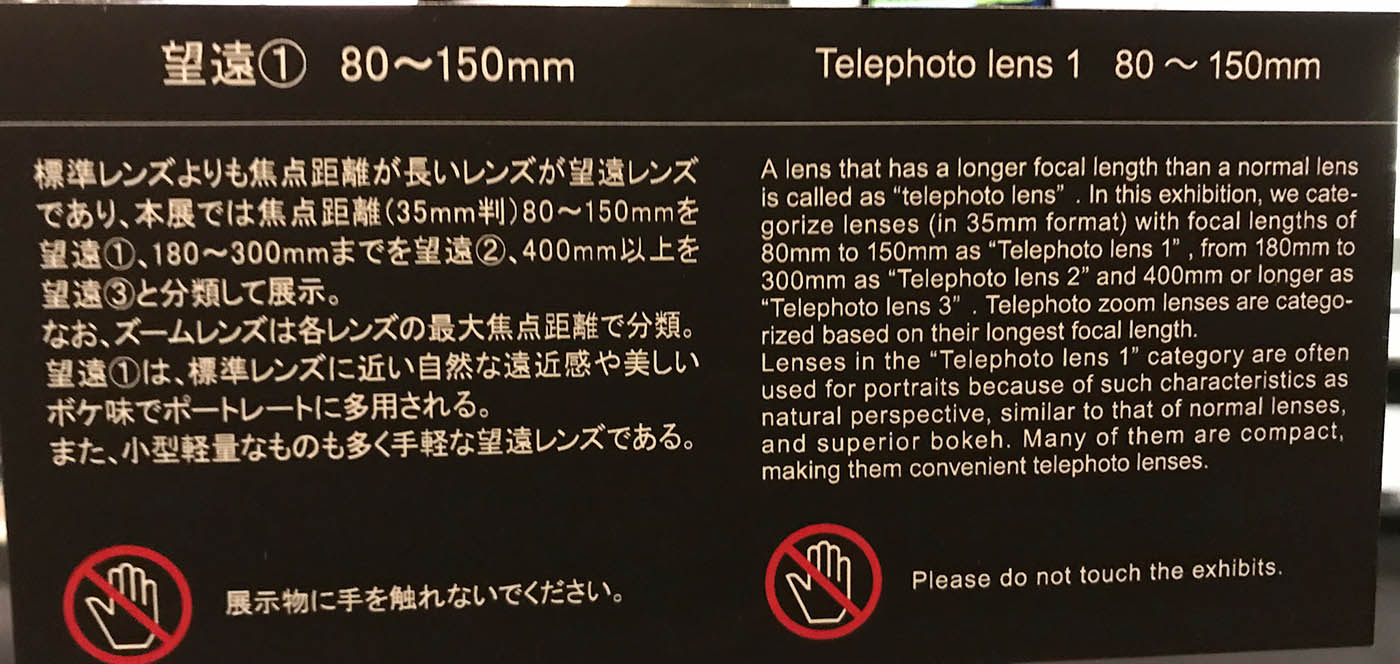 望遠① 80〜150mm
標準レンズよりも焦点距離が長いレンズが望遠レンズ
であり、本展では焦点距離(35mm判)80〜150mmを
望遠①、180〜300mmまでを望遠②、400mm以上を
望遠③と分類して展示。
なお、ズームレンズは各レンズの最大焦点距離で分類。
望遠①は、標準レンズに近い自然な遠近感や美しい
ボケ味でポートレートに多用される。
また、小型軽量なものも多く手軽な望遠レンズである。
展示物に手を触れないでください。
Telephoto lens 1 80 〜 150mm
A lens that has a longer focal length than a normal lens
is called as “telephoto lens” . In this exhibition, we cate-
gorize lenses (in 35mm format) with focal lengths of
80mm to 150mm as “Telephoto lens 1” , from 180mm to
300mm as “Telephoto lens 2” and 400mm or longer as
“Telephoto lens 3” . Telephoto zoom lenses are catego-
rized based on their longest focal length.
Lenses in the “Telephoto lens 1” category are often
used for portraits because of such characteristics as
natural perspective, similar to that of normal lenses,
and superior bokeh. Many of them are compact,
making them convenient telephoto lenses.
Please do not touch the exhibits.